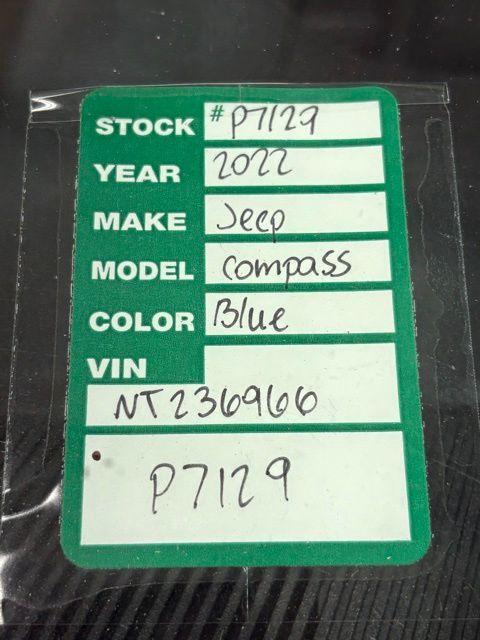 STOCK #P7129
YEAR 2022
MAKE Jeep
MODEL Compass
COLOR Blue
VIN
NT236966
P7129